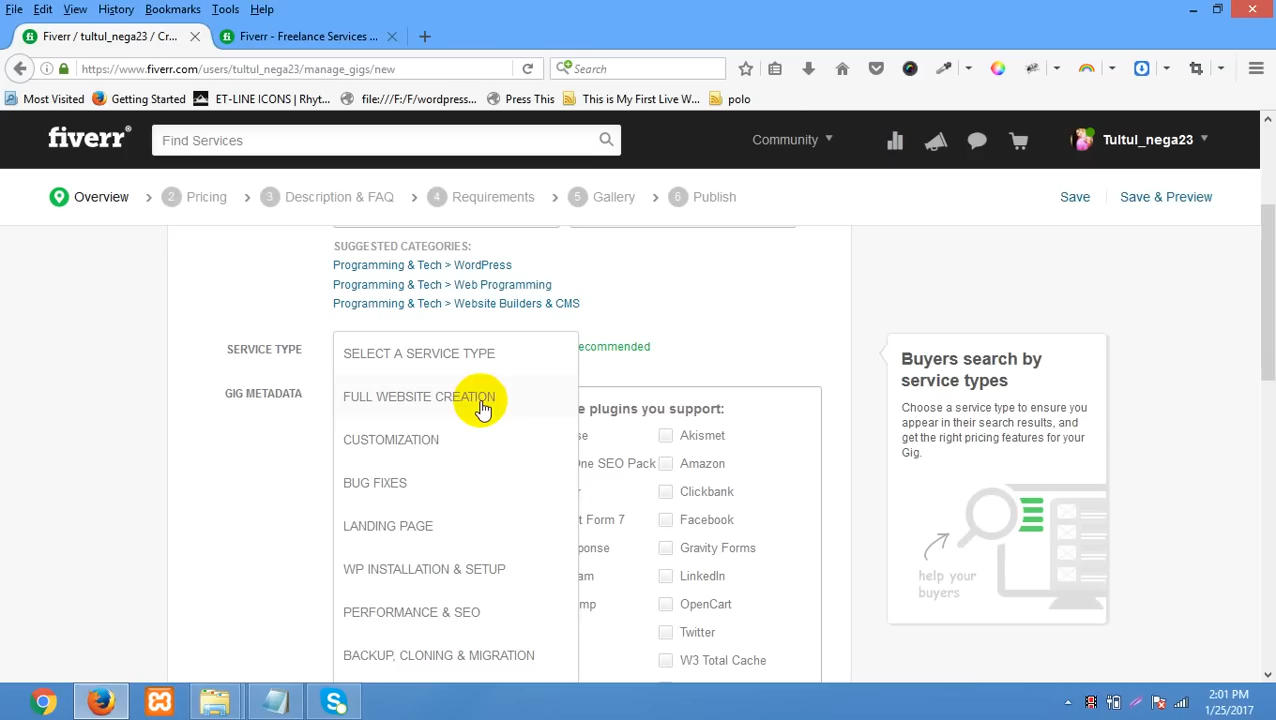 File Edit View History Bookmarks Tools Help
Fiverr / tultul_nega23 / Cr...
Fiverr - Freelance Services ...
https://www.fiverr.com/users/tultul_nega23/manage_gigs/new
Search
Most Visited Getting Started ET-LINE ICONS | Rhyt... file:///F:/F/wordpress... Press This This is My First Live W... polo
fiverr®
Find Services
Community
Tultul_nega23
Overview > 2 Pricing > 3 Description & FAQ > 4 Requirements > 5 Gallery > 6 Publish
Save
Save & Preview
SUGGESTED CATEGORIES:
Programming & Tech > WordPress
Programming & Tech > Web Programming
Programming & Tech > Website Builders & CMS
SERVICE TYPE
SELECT A SERVICE TYPE
FULL WEBSITE CREATION
CUSTOMIZATION
BUG FIXES
LANDING PAGE
WP INSTALLATION & SETUP
PERFORMANCE & SEO
BACKUP, CLONING & MIGRATION
ecommended
GIG METADATA
e plugins you support:
se
Akismet
One SEO Pack
Amazon
r
Clickbank
t Form 7
Facebook
ponse
Gravity Forms
am
LinkedIn
mp
OpenCart
Twitter
W3 Total Cache
Buyers search by
service types
Choose a service type to ensure you
appear in their search results, and
get the right pricing features for your
Gig.
help your
buyers
2:01 PM
1/25/2017